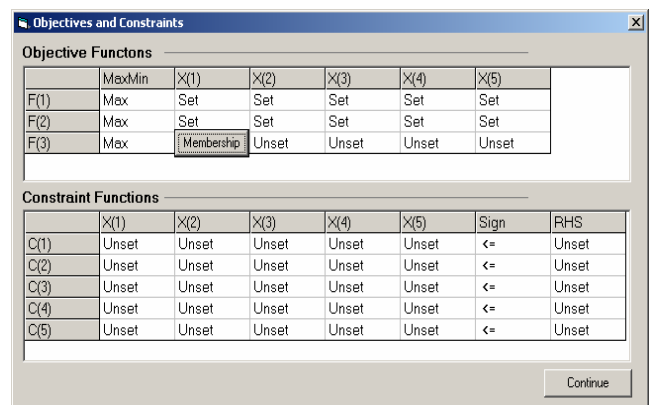 Objectives and Constraints
Objective Functons
MaxMin X(1) X(2) X(3) X(4) X(5)
F(1) Max Set Set Set Set Set
F(2) Max Set Set Set Set Set
F(3) Max Membership Unset Unset Unset Unset
Constraint Functions
X(1) X(2) X(3) X(4) X(5) Sign RHS
C(1) Unset Unset Unset Unset Unset <= Unset
C(2) Unset Unset Unset Unset Unset <= Unset
C(3) Unset Unset Unset Unset Unset <= Unset
C(4) Unset Unset Unset Unset Unset <= Unset
C(5) Unset Unset Unset Unset Unset <= Unset
Continue